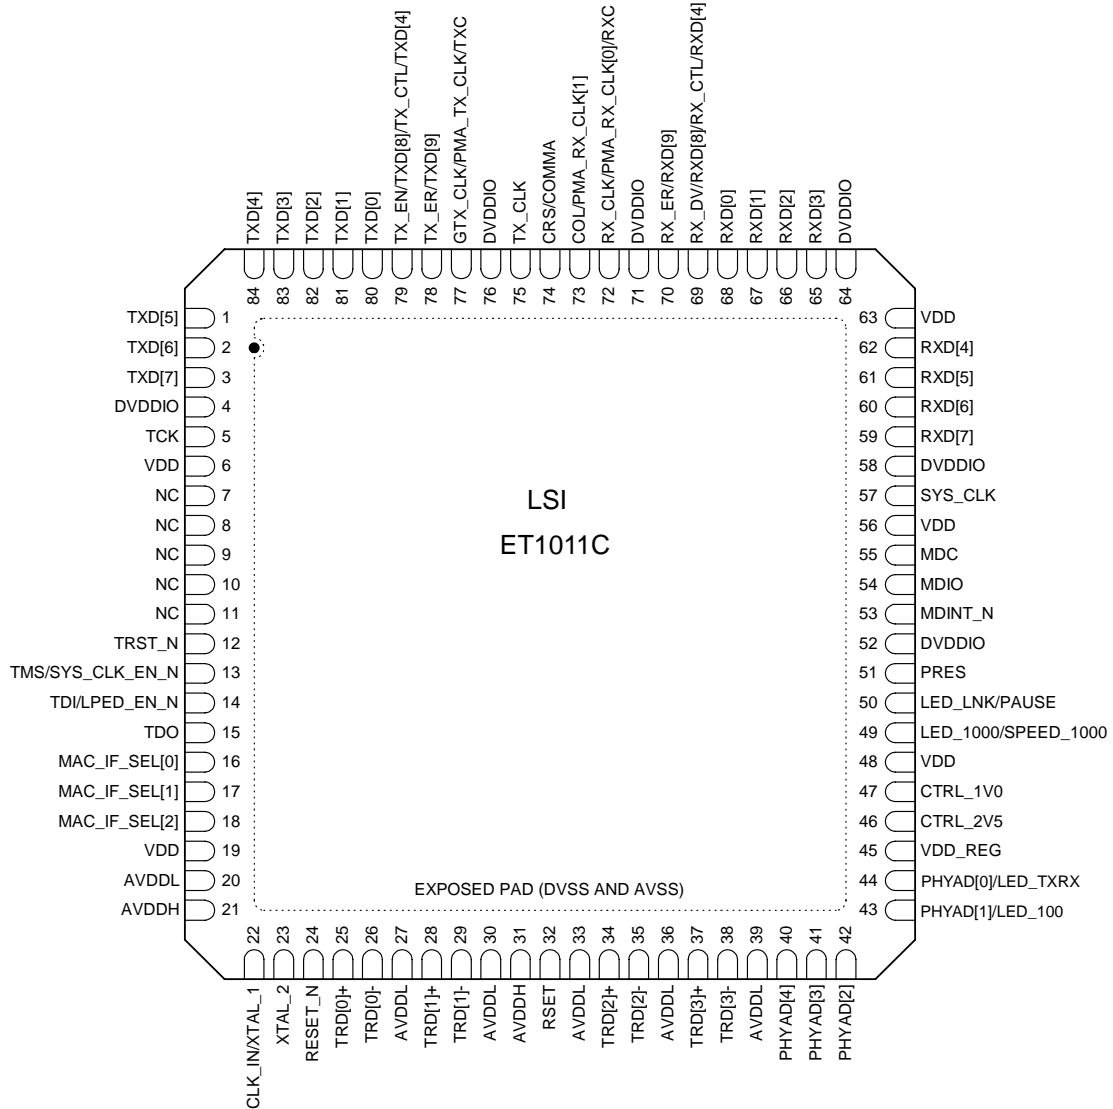 TXD[4]
TXD[3]
TXD[2]
TXD[1]
TXD[0]
TX_EN/TXD[8]/TX_CTL/TXD[4]
TX_ER/TXD[9]
GTX_CLK/PMA_TX_CLK/TXC
DVDDIO
TX_CLK
CRS/COMMA
COL/PMA_RX_CLK[1]
RX_CLK/PMA_RX_CLK[0]/RXC
DVDDIO
RX_ER/RXD[9]
RX_DV/RXD[8]/RX_CTL/RXD[4]
RXD[0]
RXD[1]
RXD[2]
RXD[3]
DVDDIO
84
83
82
81
80
79
78
77
76
75
74
73
72
71
70
69
68
67
66
65
64
TXD[5] 1
TXD[6] 2
TXD[7] 3
DVDDIO 4
TCK 5
VDD 6
NC 7
NC 8
NC 9
NC 10
NC 11
TRST_N 12
TMS/SYS_CLK_EN_N 13
TDI/LPED_EN_N 14
TDO 15
MAC_IF_SEL[0] 16
MAC_IF_SEL[1] 17
MAC_IF_SEL[2] 18
VDD 19
AVDDL 20
AVDDH 21
LSI
ET1011C
EXPOSED PAD (DVSS AND AVSS)
63 VDD
62 RXD[4]
61 RXD[5]
60 RXD[6]
59 RXD[7]
58 DVDDIO
57 SYS_CLK
56 VDD
55 MDC
54 MDIO
53 MDINT_N
52 DVDDIO
51 PRES
50 LED_LNK/PAUSE
49 LED_1000/SPEED_1000
48 VDD
47 CTRL_1V0
46 CTRL_2V5
45 VDD_REG
44 PHYAD[0]/LED_TXRX
43 PHYAD[1]/LED_100
22
23
24
25
26
27
28
29
30
31
32
33
34
35
36
37
38
39
40
41
42
CLK_IN/XTAL_1
XTAL_2
RESET_N
TRD[0]+
TRD[0]-
AVDDL
TRD[1]+
TRD[1]-
AVDDL
AVDDH
RSET
AVDDL
TRD[2]+
TRD[2]-
AVDDL
TRD[3]+
TRD[3]-
AVDDL
PHYAD[4]
PHYAD[3]
PHYAD[2]